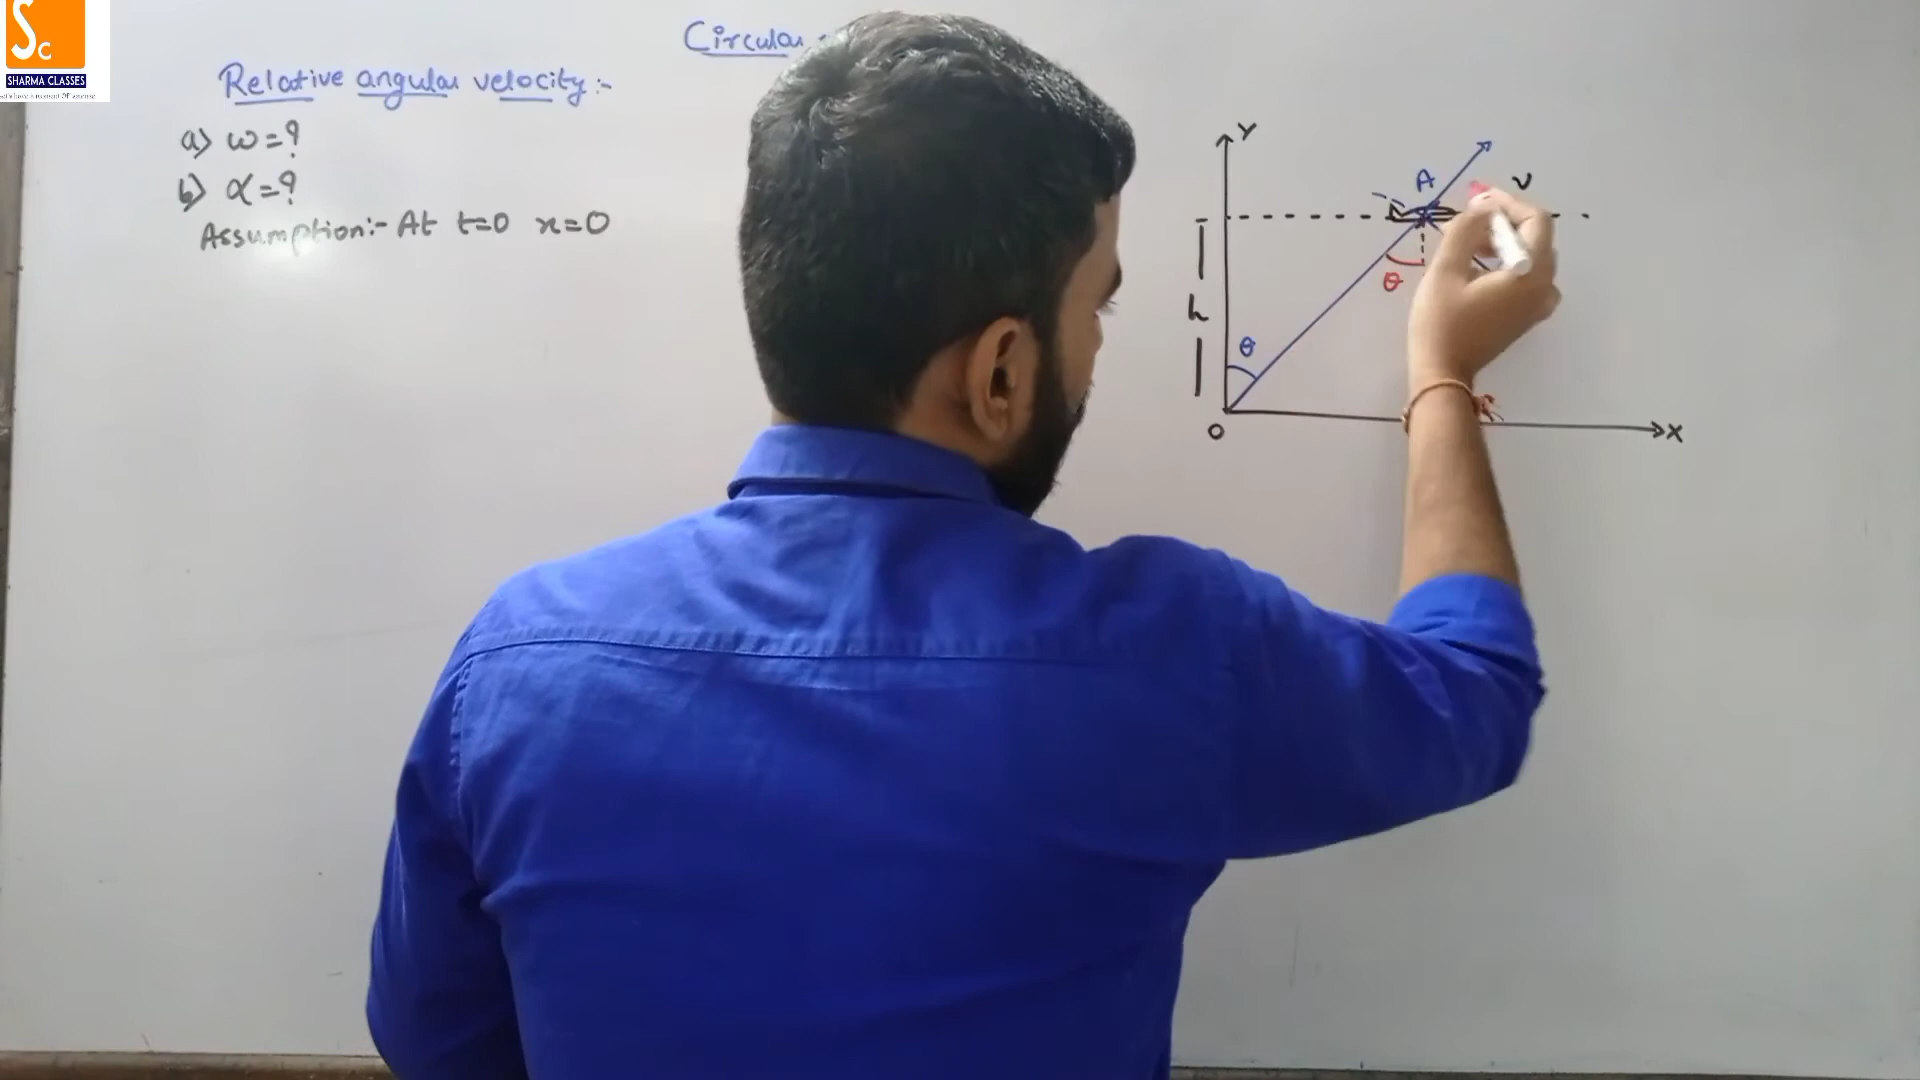 Sc
SHARMA CLASSES
Circular
Relative angular velocity :-
a) ω = ?
b) α = ?
Assumption:- At t=0 x=0
Y
A
v
θ
h
θ
O
X